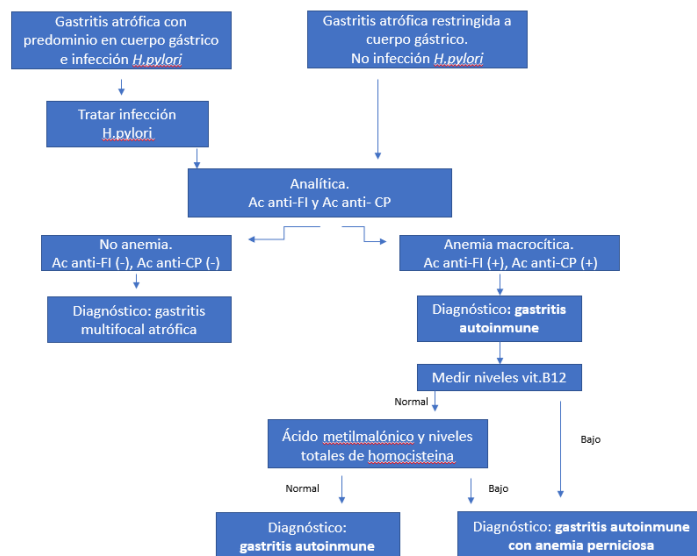 Gastritis atrófica con
predominio en cuerpo gástrico
e infección H.pylori
Gastritis atrófica restringida a
cuerpo gástrico.
No infección H.pylori
Tratar infección
H.pylori
Analítica.
Ac anti-FI y Ac anti- CP
No anemia.
Ac anti-FI (-), Ac anti-CP (-)
Anemia macrocítica.
Ac anti-FI (+), Ac anti-CP (+)
Diagnóstico: gastritis
multifocal atrófica
Diagnóstico: gastritis
autoinmune
Medir niveles vit.B12
Normal
Bajo
Ácido metilmalónico y niveles
totales de homocisteina
Normal
Bajo
Diagnóstico:
gastritis autoinmune
Diagnóstico: gastritis autoinmune
con anemia perniciosa